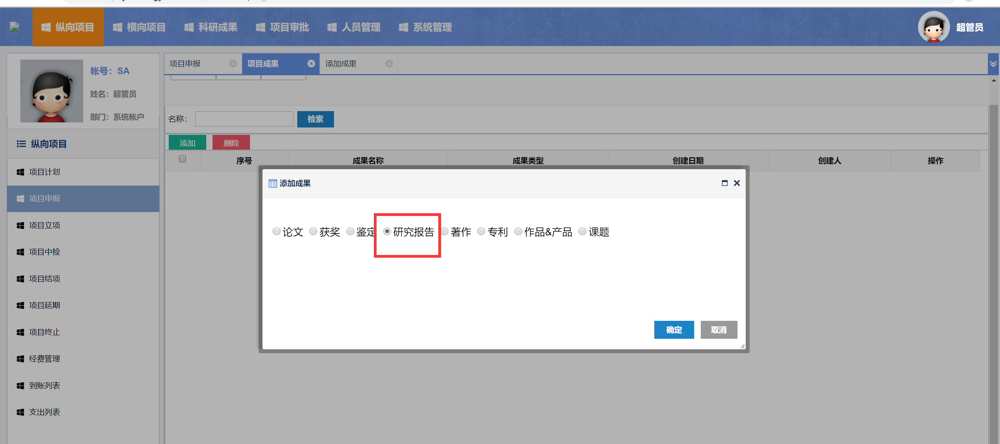 纵向项目 横向项目 科研成果 项目审批 人员管理 系统管理 超管员
帐号：SA
姓名：超管员
部门：系统帐户
纵向项目
项目计划
项目申报
项目立项
项目中检
项目结项
项目延期
项目终止
经费管理
到账列表
支出列表
项目申报 项目成果 添加成果
名称： 检索
添加 删除
序号 成果名称 成果类型 创建日期 创建人 操作
添加成果
论文 获奖 鉴定 研究报告 著作 专利 作品&产品 课题
确定 取消